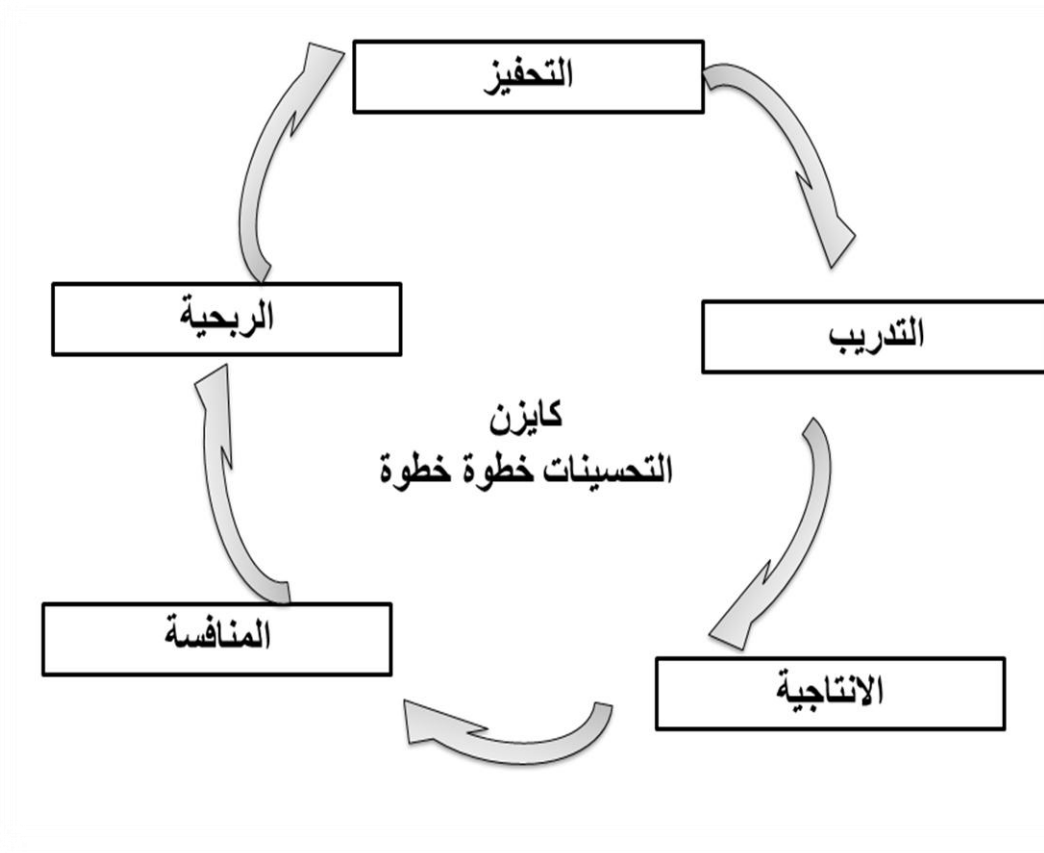 التحفيز
التدريب
الانتاجية
المنافسة
الربحية
كايزن
التحسينات خطوة خطوة